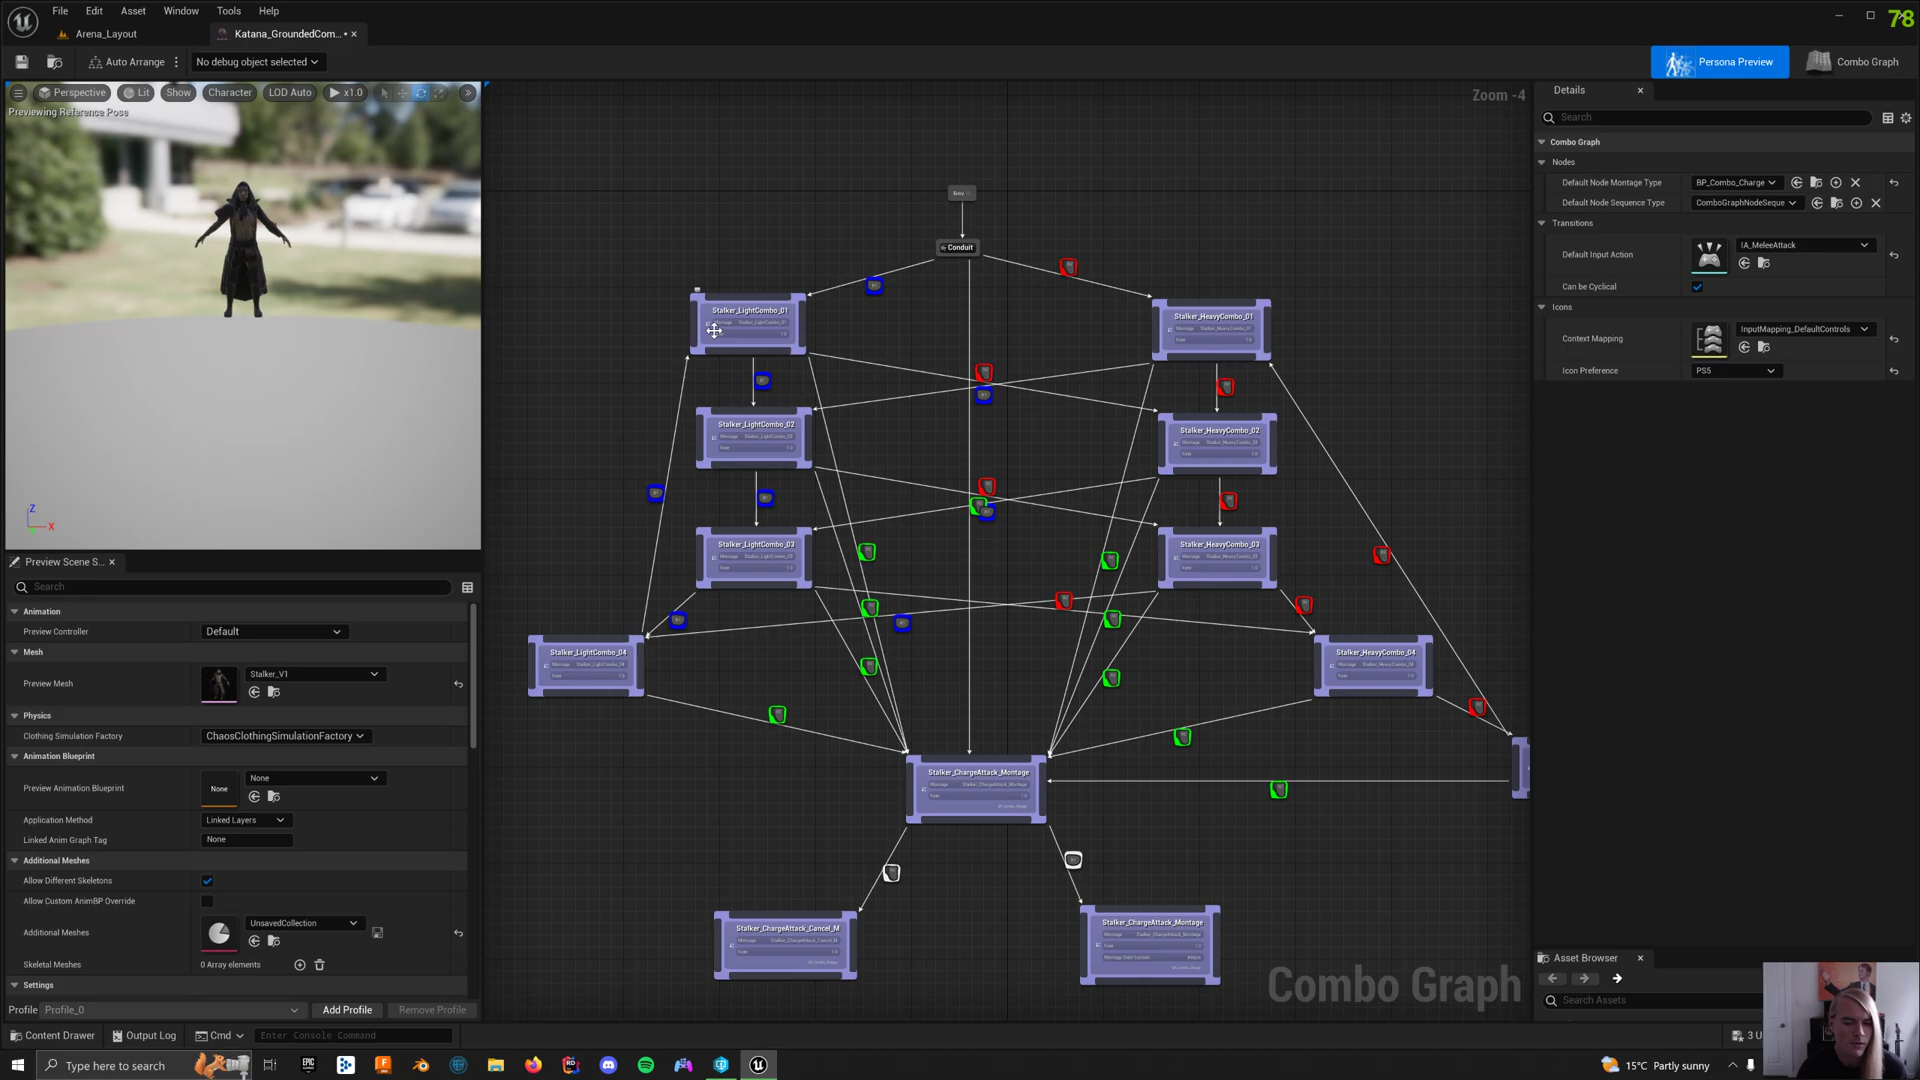 File Edit Asset Window Tools Help
78
Arena_Layout
Katana_GroundedCom... •
Auto Arrange
No debug object selected
Persona Preview
Combo Graph
Perspective
Lit
Show
Character
LOD Auto
x1.0
Previewing Reference Pose
Z
X
Zoom -4
Conduit
Stalker_LightCombo_01
Stalker_LightCombo_02
Stalker_LightCombo_03
Stalker_LightCombo_04
Stalker_HeavyCombo_01
Stalker_HeavyCombo_02
Stalker_HeavyCombo_03
Stalker_HeavyCombo_04
Stalker_ChargeAttack_Montage
Stalker_ChargeAttack_Cancel_M
Stalker_ChargeAttack_Montage
Combo Graph
Preview Scene S...
Search
Animation
Preview Controller Default
Mesh
Preview Mesh Stalker_V1
Physics
Clothing Simulation Factory ChaosClothingSimulationFactory
Animation Blueprint
Preview Animation Blueprint None None
Application Method Linked Layers
Linked Anim Graph Tag None
Additional Meshes
Allow Different Skeletons
Allow Custom AnimBP Override
Additional Meshes UnsavedCollection
Skeletal Meshes 0 Array elements
Settings
Profile Profile_0 Add Profile Remove Profile
Details
Search
Combo Graph
Nodes
Default Node Montage Type BP_Combo_Charge
Default Node Sequence Type ComboGraphNodeSeque
Transitions
Default Input Action IA_MeleeAttack
Can be Cyclical
Icons
Context Mapping InputMapping_DefaultControls
Icon Preference PS5
Asset Browser
Search Assets
Content Drawer Output Log Cmd Enter Console Command
3 U
Type here to search
15°C Partly sunny